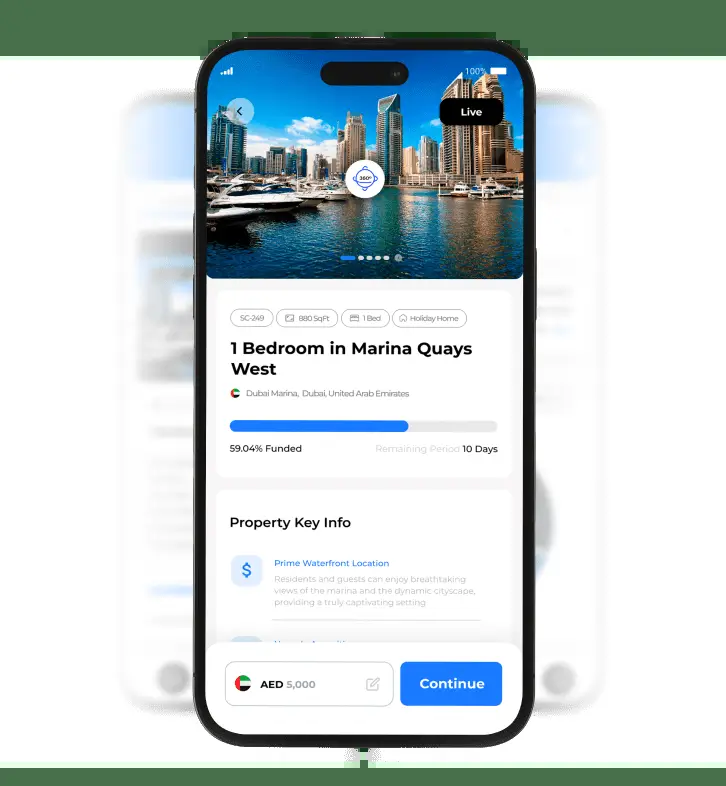 100%
Live
360°
SC-249
880 SqFt
1 Bed
Holiday Home
1 Bedroom in Marina Quays
West
Dubai Marina, Dubai, United Arab Emirates
59.04% Funded
Remaining Period 10 Days
Property Key Info
Prime Waterfront Location
Residents and guests can enjoy breathtaking
views of the marina and the dynamic cityscape,
providing a truly captivating setting
AED 5,000
Continue